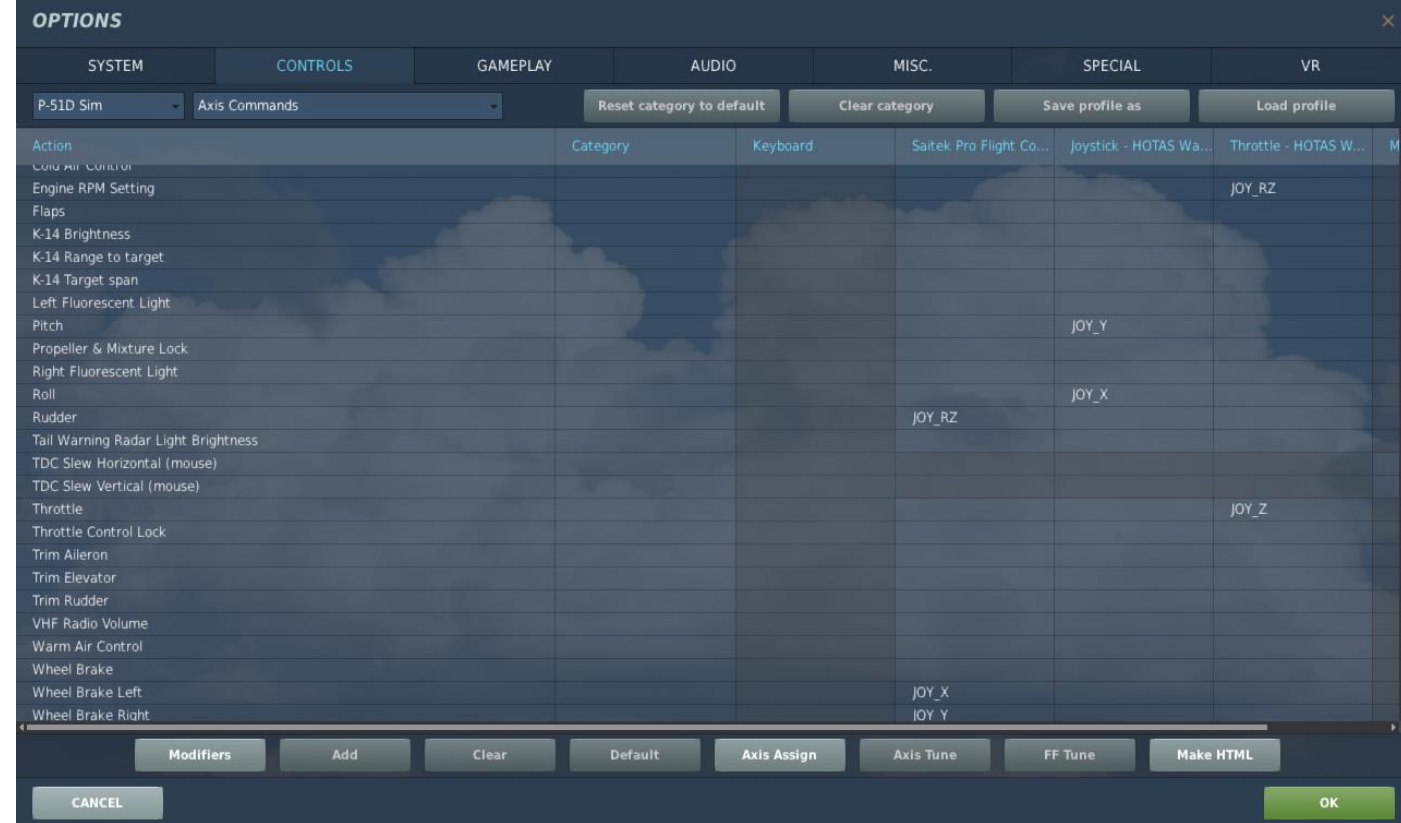 OPTIONS ×
SYSTEM CONTROLS GAMEPLAY AUDIO MISC. SPECIAL VR
P-51D Sim Axis Commands Reset category to default Clear category Save profile as Load profile
Action Category Keyboard Saitek Pro Flight Co... Joystick - HOTAS Wa... Throttle - HOTAS W... M
Cold Air Control
Engine RPM Setting JOY_RZ
Flaps
K-14 Brightness
K-14 Range to target
K-14 Target span
Left Fluorescent Light
Pitch JOY_Y
Propeller & Mixture Lock
Right Fluorescent Light
Roll JOY_X
Rudder JOY_RZ
Tail Warning Radar Light Brightness
TDC Slew Horizontal (mouse)
TDC Slew Vertical (mouse)
Throttle JOY_Z
Throttle Control Lock
Trim Aileron
Trim Elevator
Trim Rudder
VHF Radio Volume
Warm Air Control
Wheel Brake
Wheel Brake Left JOY_X
Wheel Brake Right JOY_Y
Modifiers Add Clear Default Axis Assign Axis Tune FF Tune Make HTML
CANCEL OK